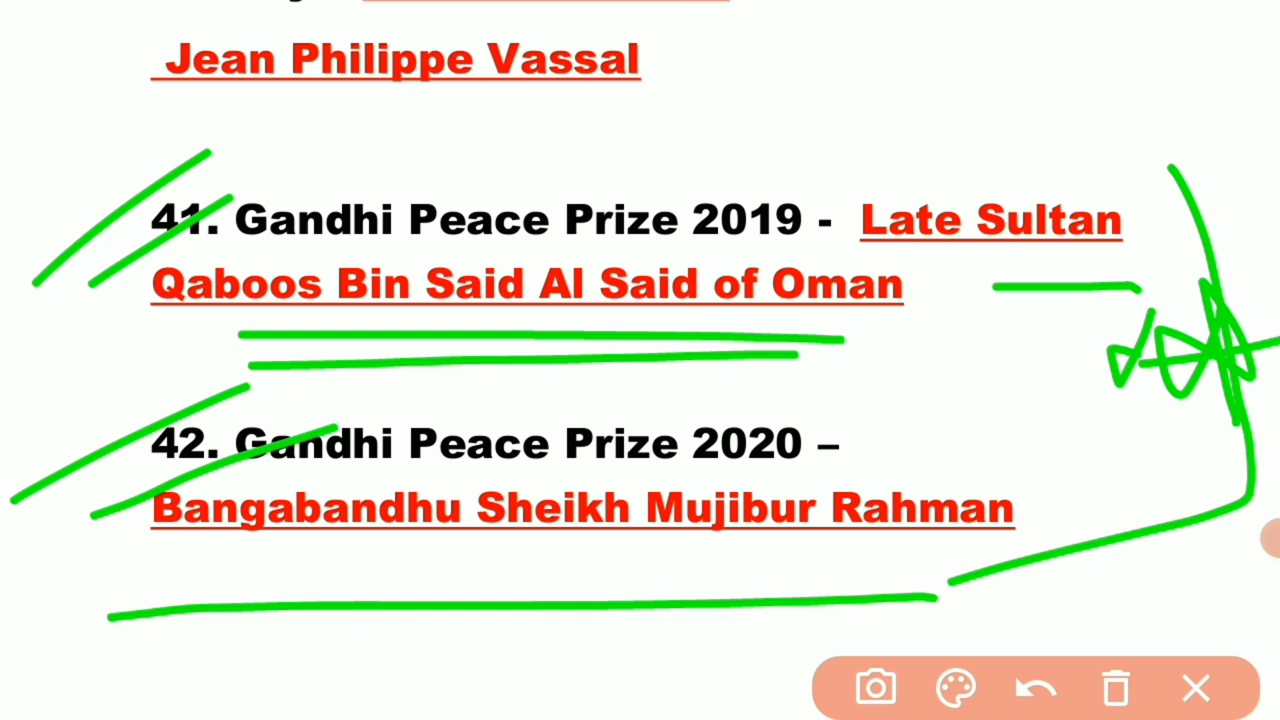 Jean Philippe Vassal
41. Gandhi Peace Prize 2019 - Late Sultan
Qaboos Bin Said Al Said of Oman
42. Gandhi Peace Prize 2020 –
Bangabandhu Sheikh Mujibur Rahman